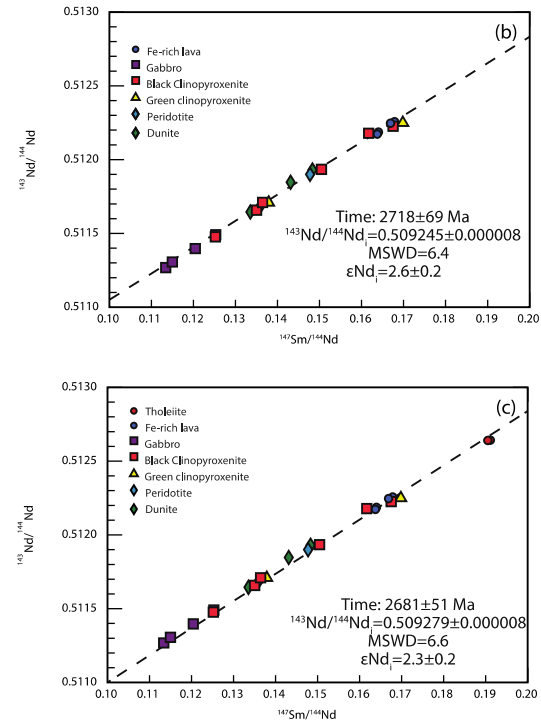 (b)
0.5130
0.5125
0.5120
0.5115
0.5110
143Nd/144Nd
Fe-rich lava
Gabbro
Black Clinopyroxenite
Green clinopyroxenite
Peridotite
Dunite
Time: 2718±69 Ma
¹⁴³Nd/¹⁴⁴Ndᵢ=0.509245±0.000008
MSWD=6.4
εNdᵢ=2.6±0.2
0.10 0.11 0.12 0.13 0.14 0.15 0.16 0.17 0.18 0.19 0.20
¹⁴⁷Sm/¹⁴⁴Nd
(c)
0.5130
0.5125
0.5120
0.5115
0.5110
143Nd/144Nd
Tholeiite
Fe-rich lava
Gabbro
Black Clinopyroxenite
Green clinopyroxenite
Peridotite
Dunite
Time: 2681±51 Ma
¹⁴³Nd/¹⁴⁴Ndᵢ=0.509279±0.000008
MSWD=6.6
εNdᵢ=2.3±0.2
0.10 0.11 0.12 0.13 0.14 0.15 0.16 0.17 0.18 0.19 0.20
¹⁴⁷Sm/¹⁴⁴Nd